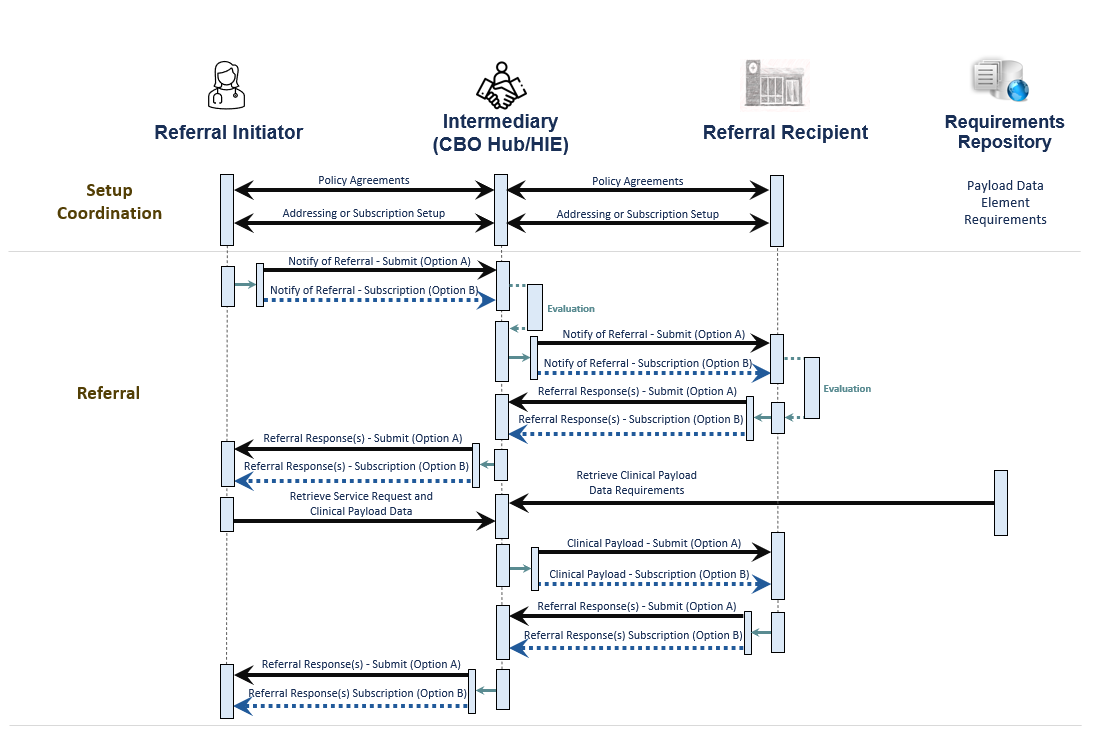 Referral Initiator
Intermediary
(CBO Hub/HIE)
Referral Recipient
Requirements
Repository
Setup
Coordination
Policy Agreements
Policy Agreements
Addressing or Subscription Setup
Addressing or Subscription Setup
Payload Data
Element
Requirements
Referral
Notify of Referral - Submit (Option A)
Notify of Referral - Subscription (Option B)
Evaluation
Notify of Referral - Submit (Option A)
Notify of Referral - Subscription (Option B)
Evaluation
Referral Response(s) - Submit (Option A)
Referral Response(s) - Subscription (Option B)
Referral Response(s) - Submit (Option A)
Referral Response(s) - Subscription (Option B)
Retrieve Clinical Payload
Data Requirements
Retrieve Service Request and
Clinical Payload Data
Clinical Payload - Submit (Option A)
Clinical Payload - Subscription (Option B)
Referral Response(s) - Submit (Option A)
Referral Response(s) Subscription (Option B)
Referral Response(s) - Submit (Option A)
Referral Response(s) Subscription (Option B)